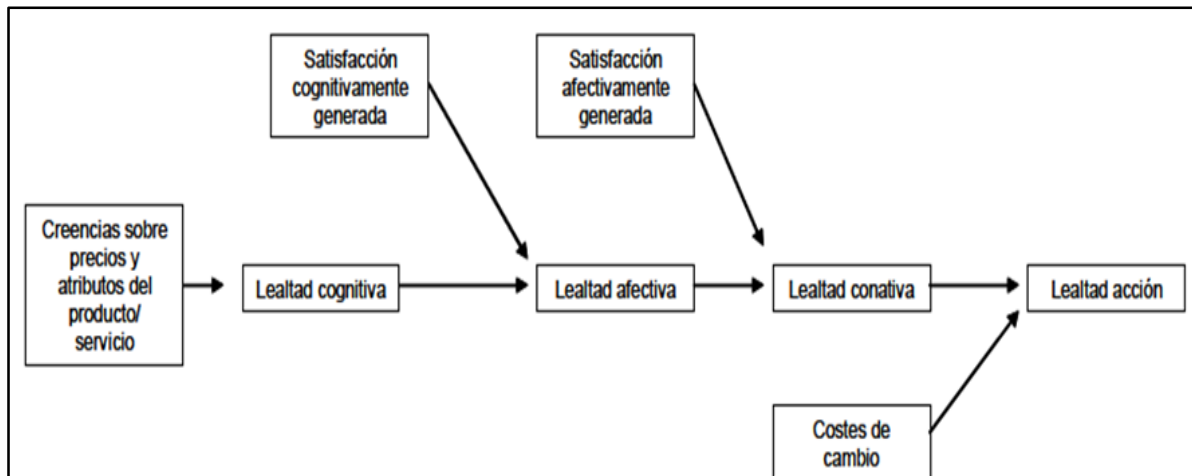 Satisfacción
cognitivamente
generada
Satisfacción
afectivamente
generada
Creencias sobre
precios y
atributos del
producto/
servicio
Lealtad cognitiva
Lealtad afectiva
Lealtad conativa
Lealtad acción
Costes de
cambio